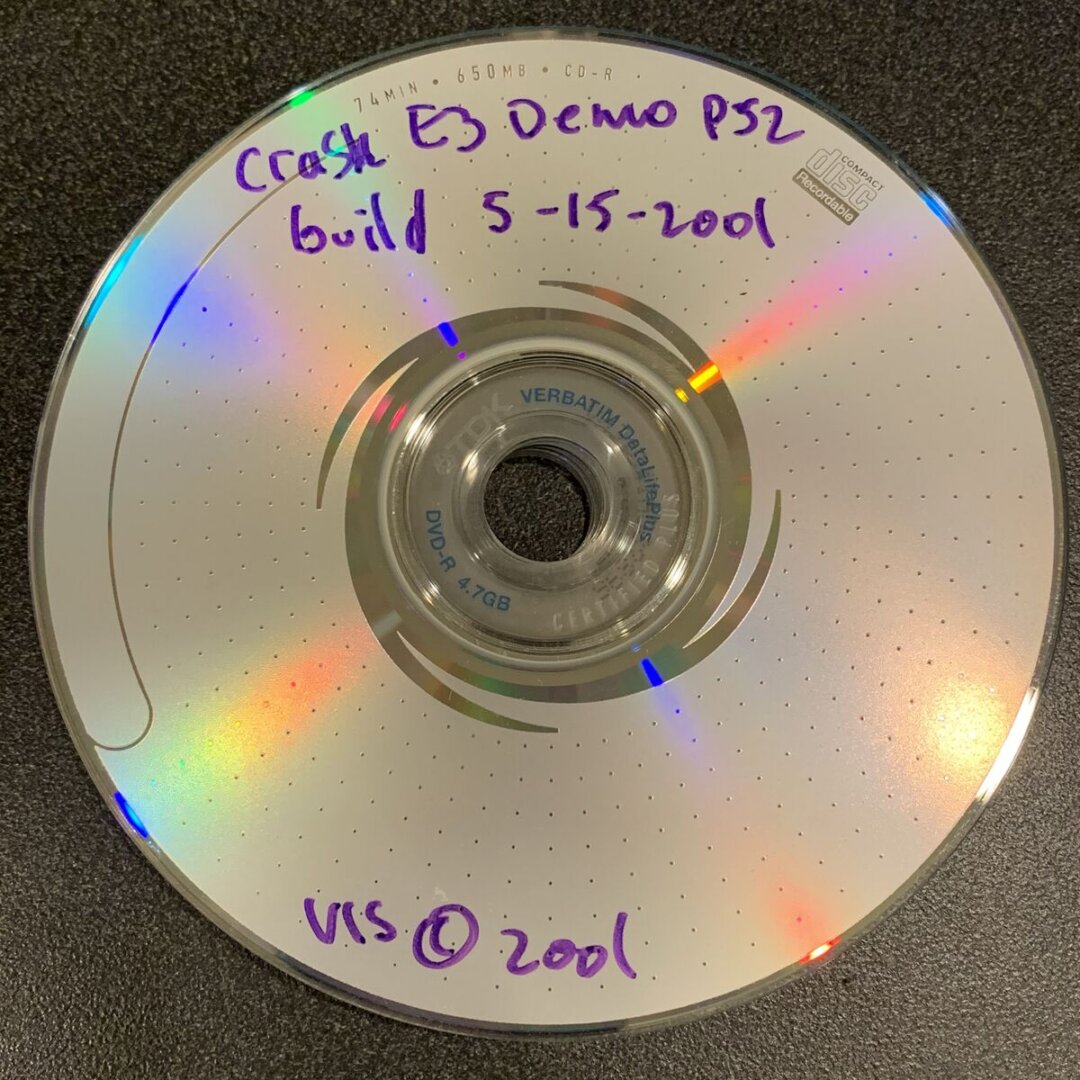 74MIN • 650MB • CD-R
Crash E3 Demo PS2
build 5-15-2001
COMPACT
disc
Recordable
TDK
VERBATIM DataLifePlus
DVD-R 4.7GB
CERTIFIED PLUS
VIS © 2001